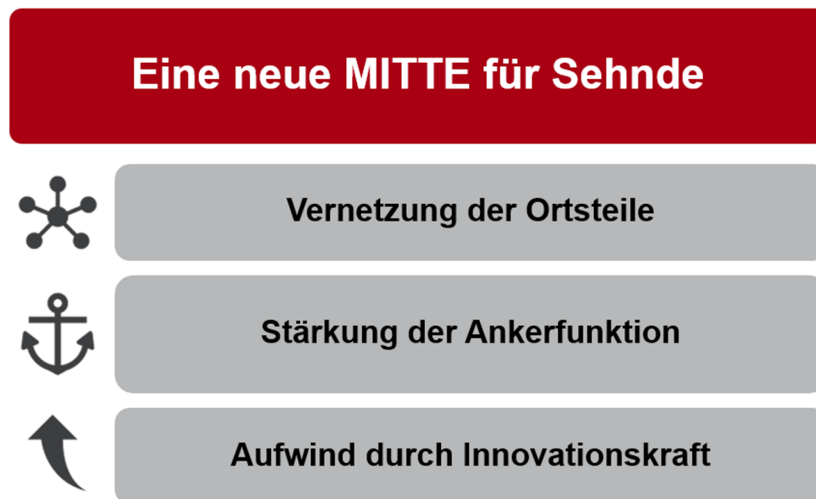 Eine neue MITTE für Sehnde
Vernetzung der Ortsteile
Stärkung der Ankerfunktion
Aufwind durch Innovationskraft